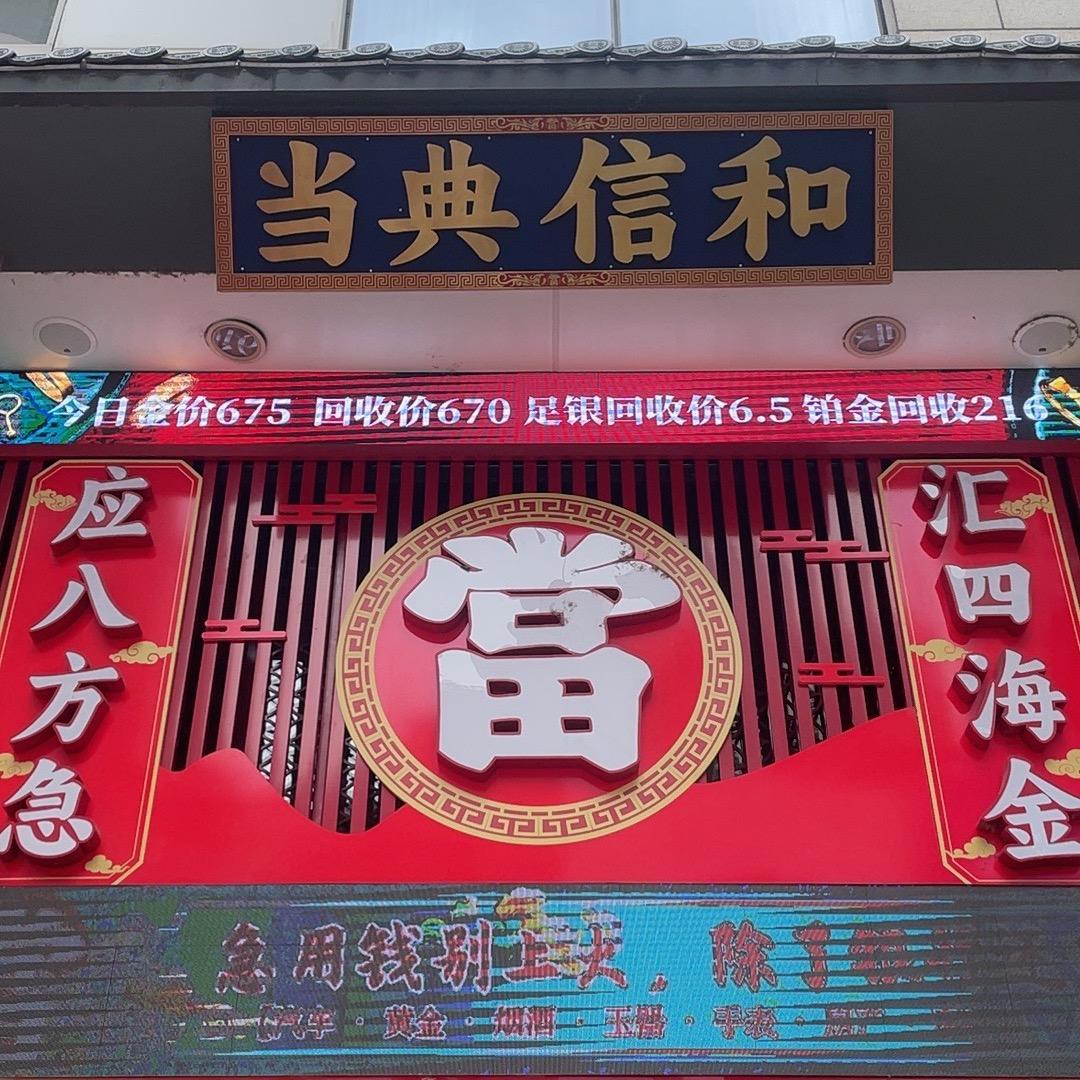 和信典当
今日金价675 回收价670 足银回收价6.5 铂金回收216
汇四海金
當
应八方急
急用钱别上火,除了
汽车·黄金·烟酒·玉器·手表·